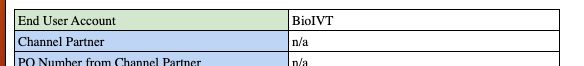 End User Account BioIVT
Channel Partner n/a
PO Number from Channel Partner n/a